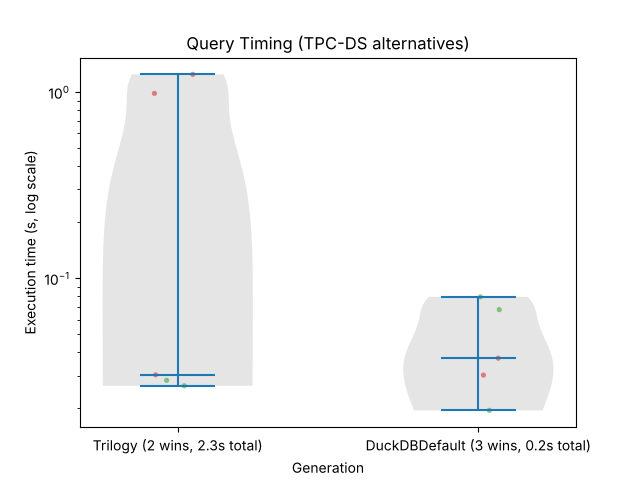 Query Timing (TPC-DS alternatives)
Execution time (s, log scale)
10⁰
10⁻¹
Trilogy (2 wins, 2.3s total)
DuckDBDefault (3 wins, 0.2s total)
Generation